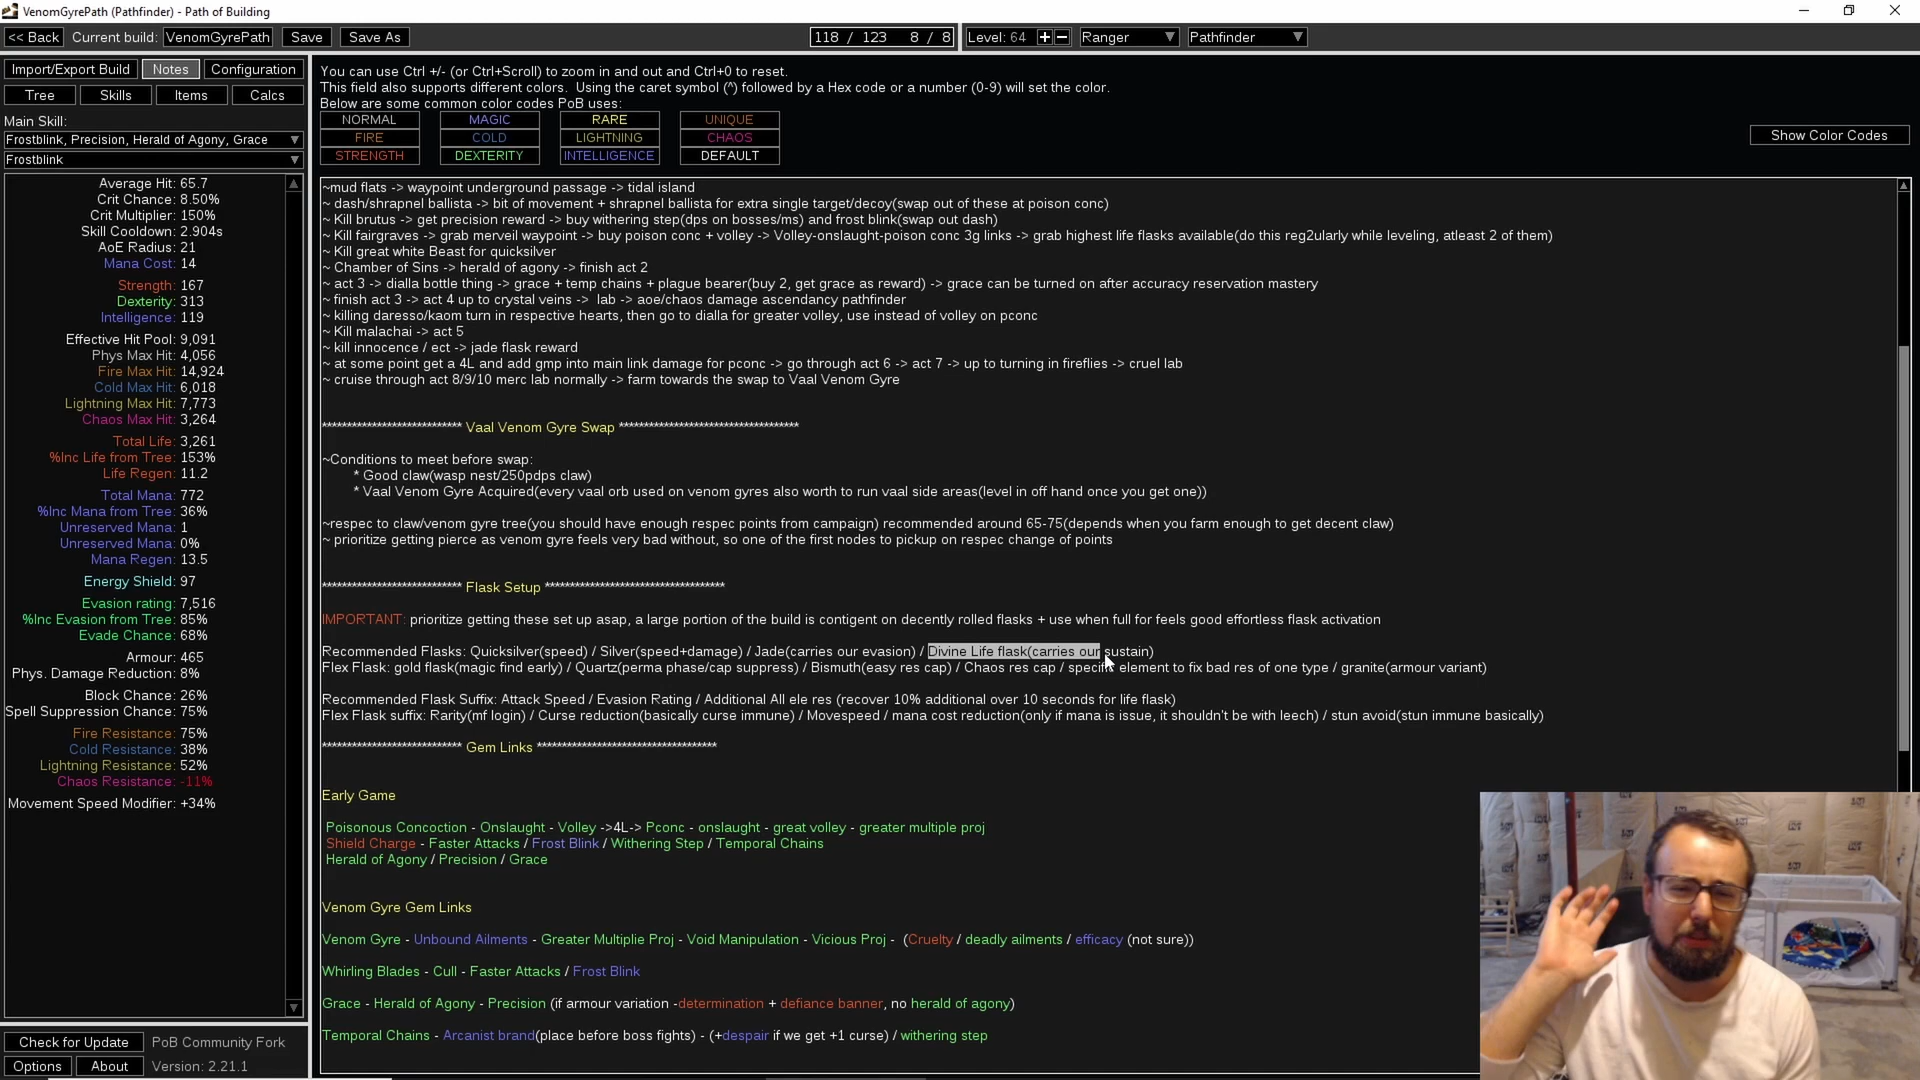 VenomGyrePath (Pathfinder) - Path of Building
<< Back
Current build: VenomGyrePath
Save
Save As
118 / 123 8 / 8
Level: 64 + -
Ranger
Pathfinder
Import/Export Build
Notes
Configuration
Tree
Skills
Items
Calcs
Main Skill:
Frostblink, Precision, Herald of Agony, Grace
Frostblink
Average Hit: 65.7
Crit Chance: 8.50%
Crit Multiplier: 150%
Skill Cooldown: 2.904s
AoE Radius: 21
Mana Cost: 14
Strength: 167
Dexterity: 313
Intelligence: 119
Effective Hit Pool: 9,091
Phys Max Hit: 4,056
Fire Max Hit: 14,924
Cold Max Hit: 6,018
Lightning Max Hit: 7,773
Chaos Max Hit: 3,264
Total Life: 3,261
%Inc Life from Tree: 153%
Life Regen: 11.2
Total Mana: 772
%Inc Mana from Tree: 36%
Unreserved Mana: 1
Unreserved Mana: 0%
Mana Regen: 13.5
Energy Shield: 97
Evasion rating: 7,516
%Inc Evasion from Tree: 85%
Evade Chance: 68%
Armour: 465
Phys. Damage Reduction: 8%
Block Chance: 26%
Spell Suppression Chance: 75%
Fire Resistance: 75%
Cold Resistance: 38%
Lightning Resistance: 52%
Chaos Resistance: -11%
Movement Speed Modifier: +34%
Check for Update
PoB Community Fork
Options
About
Version: 2.21.1
You can use Ctrl +/- (or Ctrl+Scroll) to zoom in and out and Ctrl+0 to reset.
This field also supports different colors. Using the caret symbol (^) followed by a Hex code or a number (0-9) will set the color.
Below are some common color codes PoB uses:
NORMAL MAGIC RARE UNIQUE
FIRE COLD LIGHTNING CHAOS
STRENGTH DEXTERITY INTELLIGENCE DEFAULT
Show Color Codes
~mud flats -> waypoint underground passage -> tidal island
~ dash/shrapnel ballista -> bit of movement + shrapnel ballista for extra single target/decoy(swap out of these at poison conc)
~ Kill brutus -> get precision reward -> buy withering step(dps on bosses/ms) and frost blink(swap out dash)
~ Kill fairgraves -> grab merveil waypoint -> buy poison conc + volley -> Volley-onslaught-poison conc 3g links -> grab highest life flasks available(do this reg2ularly while leveling, atleast 2 of them)
~ Kill great white Beast for quicksilver
~ Chamber of Sins -> herald of agony -> finish act 2
~ act 3 -> dialla bottle thing -> grace + temp chains + plague bearer(buy 2, get grace as reward) -> grace can be turned on after accuracy reservation mastery
~ finish act 3 -> act 4 up to crystal veins -> lab -> aoe/chaos damage ascendancy pathfinder
~ killing daresso/kaom turn in respective hearts, then go to dialla for greater volley, use instead of volley on pconc
~ Kill malachai -> act 5
~ kill innocence / ect -> jade flask reward
~ at some point get a 4L and add gmp into main link damage for pconc -> go through act 6 -> act 7 -> up to turning in fireflies -> cruel lab
~ cruise through act 8/9/10 merc lab normally -> farm towards the swap to Vaal Venom Gyre
**************************** Vaal Venom Gyre Swap ************************************
~Conditions to meet before swap:
* Good claw(wasp nest/250pdps claw)
* Vaal Venom Gyre Acquired(every vaal orb used on venom gyres also worth to run vaal side areas(level in off hand once you get one))
~respec to claw/venom gyre tree(you should have enough respec points from campaign) recommended around 65-75(depends when you farm enough to get decent claw)
~ prioritize getting pierce as venom gyre feels very bad without, so one of the first nodes to pickup on respec change of points
**************************** Flask Setup ************************************
IMPORTANT: prioritize getting these set up asap, a large portion of the build is contigent on decently rolled flasks + use when full for feels good effortless flask activation
Recommended Flasks: Quicksilver(speed) / Silver(speed+damage) / Jade(carries our evasion) / Divine Life flask(carries our sustain)
Flex Flask: gold flask(magic find early) / Quartz(perma phase/cap suppress) / Bismuth(easy res cap) / Chaos res cap / specific element to fix bad res of one type / granite(armour variant)
Recommended Flask Suffix: Attack Speed / Evasion Rating / Additional All ele res (recover 10% additional over 10 seconds for life flask)
Flex Flask suffix: Rarity(mf login) / Curse reduction(basically curse immune) / Movespeed / mana cost reduction(only if mana is issue, it shouldn't be with leech) / stun avoid(stun immune basically)
**************************** Gem Links ************************************
Early Game
Poisonous Concoction - Onslaught - Volley ->4L-> Pconc - onslaught - great volley - greater multiple proj
Shield Charge - Faster Attacks / Frost Blink / Withering Step / Temporal Chains
Herald of Agony / Precision / Grace
Venom Gyre Gem Links
Venom Gyre - Unbound Ailments - Greater Multiplie Proj - Void Manipulation - Vicious Proj - (Cruelty / deadly ailments / efficacy (not sure))
Whirling Blades - Cull - Faster Attacks / Frost Blink
Grace - Herald of Agony - Precision (if armour variation -determination + defiance banner, no herald of agony)
Temporal Chains - Arcanist brand(place before boss fights) - (+despair if we get +1 curse) / withering step